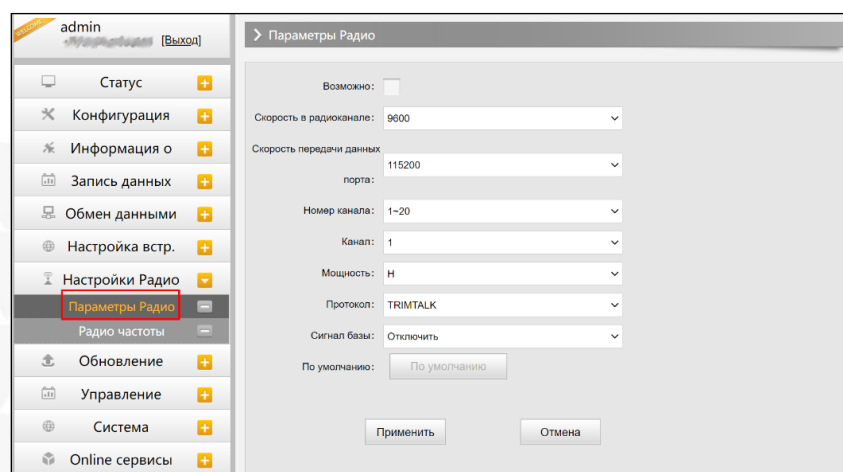 WELCOME
admin
[Выход]
Статус
Конфигурация
Информация о
Запись данных
Обмен данными
Настройка встр.
Настройки Радио
Параметры Радио
Радио частоты
Обновление
Управление
Система
Online сервисы
Параметры Радио
Возможно:
Скорость в радиоканале: 9600
Скорость передачи данных
порта: 115200
Номер канала: 1~20
Канал: 1
Мощность: H
Протокол: TRIMTALK
Сигнал базы: Отключить
По умолчанию: По умолчанию
Применить Отмена